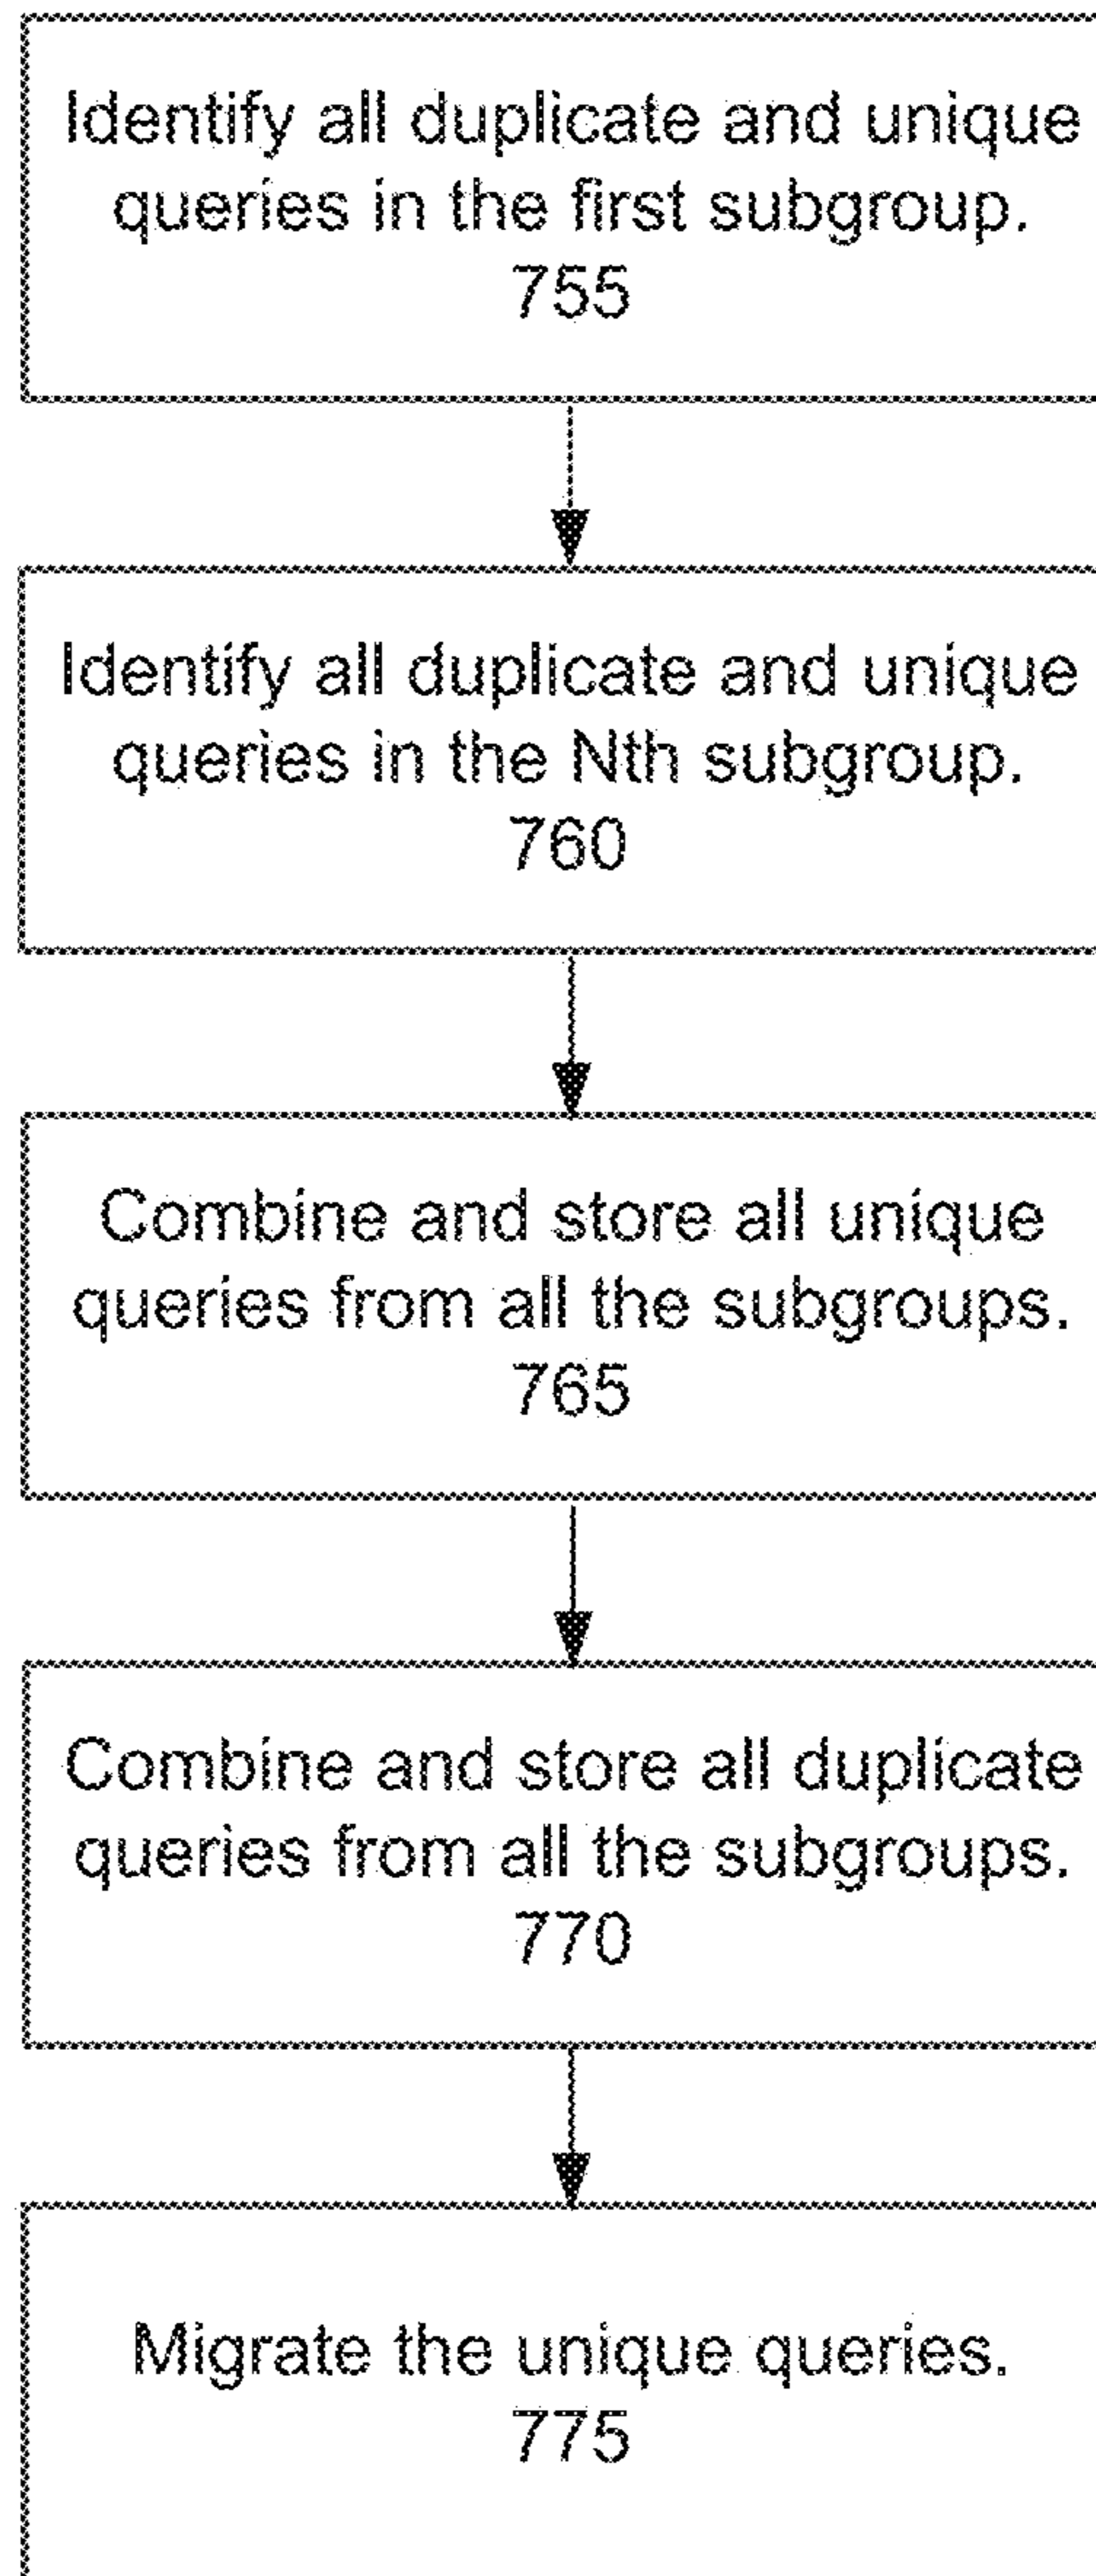 Identify all duplicate and unique
queries in the first subgroup.
755
Identify all duplicate and unique
queries in the Nth subgroup.
760
Combine and store all unique
queries from all the subgroups.
765
Combine and store all duplicate
queries from all the subgroups.
770
Migrate the unique queries.
775